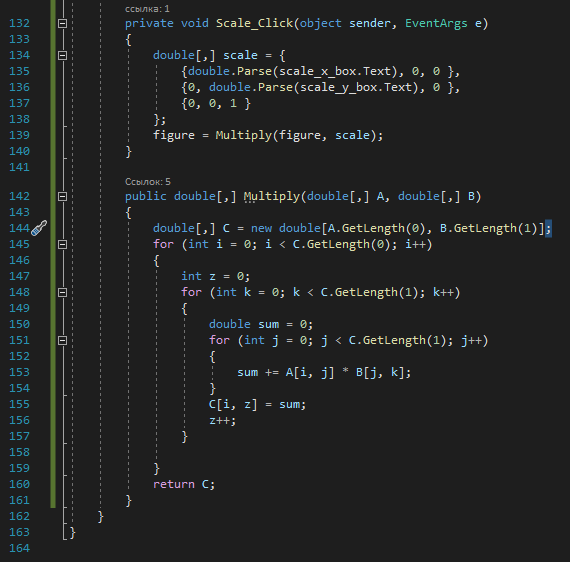 ссылка: 1
132 private void Scale_Click(object sender, EventArgs e)
133 {
134 double[,] scale = {
135 {double.Parse(scale_x_box.Text), 0, 0 },
136 {0, double.Parse(scale_y_box.Text), 0 },
137 {0, 0, 1 }
138 };
139 figure = Multiply(figure, scale);
140 }
141
Ссылок: 5
142 public double[,] Multiply(double[,] A, double[,] B)
143 {
144 double[,] C = new double[A.GetLength(0), B.GetLength(1)];
145 for (int i = 0; i < C.GetLength(0); i++)
146 {
147 int z = 0;
148 for (int k = 0; k < C.GetLength(1); k++)
149 {
150 double sum = 0;
151 for (int j = 0; j < C.GetLength(1); j++)
152 {
153 sum += A[i, j] * B[j, k];
154 }
155 C[i, z] = sum;
156 z++;
157 }
158
159 }
160 return C;
161 }
162 }
163 }
164